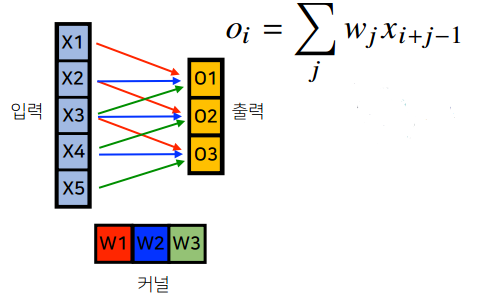 X1
X2
X3
X4
X5
입력
O1
O2
O3
출력
o_i = \sum_j w_j x_{i+j-1}
W1 W2 W3
커널